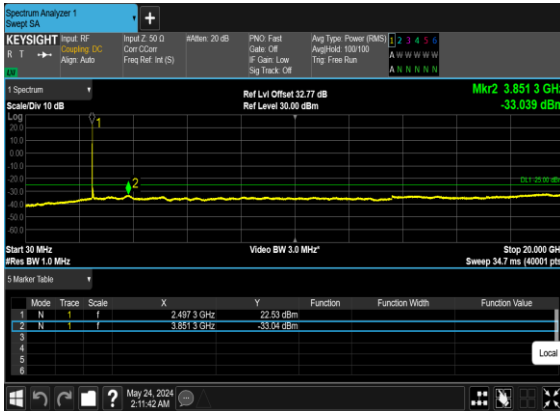 Spectrum Analyzer 1
Swept SA
KEYSIGHT
R T
Input: RF
Coupling: DC
Align: Auto
Input Z: 50 Ω
Corr CCorr
Freq Ref: Int (S)
#Atten: 20 dB
PNO: Fast
Gate: Off
IF Gain: Low
Sig Track: Off
Avg Type: Power (RMS)
Avg|Hold: 100/100
Trig: Free Run
1 2 3 4 5 6
A W W W W W
A N N N N N
1 Spectrum
Scale/Div 10 dB
Ref Lvl Offset 32.77 dB
Ref Level 30.00 dBm
Mkr2 3.851 3 GHz
-33.039 dBm
Log
1
20.0
10.0
0.00
-10.0
-20.0
DL1 -25.00 dBm
2
-30.0
-40.0
-50.0
-60.0
Start 30 MHz
Video BW 3.0 MHz*
Stop 20.000 GH
#Res BW 1.0 MHz
Sweep 34.7 ms (40001 pts
5 Marker Table
Mode Trace Scale X Y Function Function Width Function Value
1 N 1 f 2.497 3 GHz 22.53 dBm
2 N 1 f 3.851 3 GHz -33.04 dBm
3
4
5
6
Local
?
May 24, 2024
2:11:42 AM